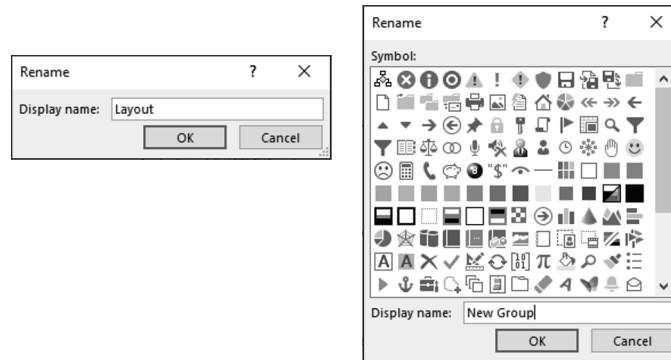 Rename ? X
Display name: Layout
OK Cancel
Rename ? X
Symbol:
"$"
A A π A
Display name: New Group
OK Cancel